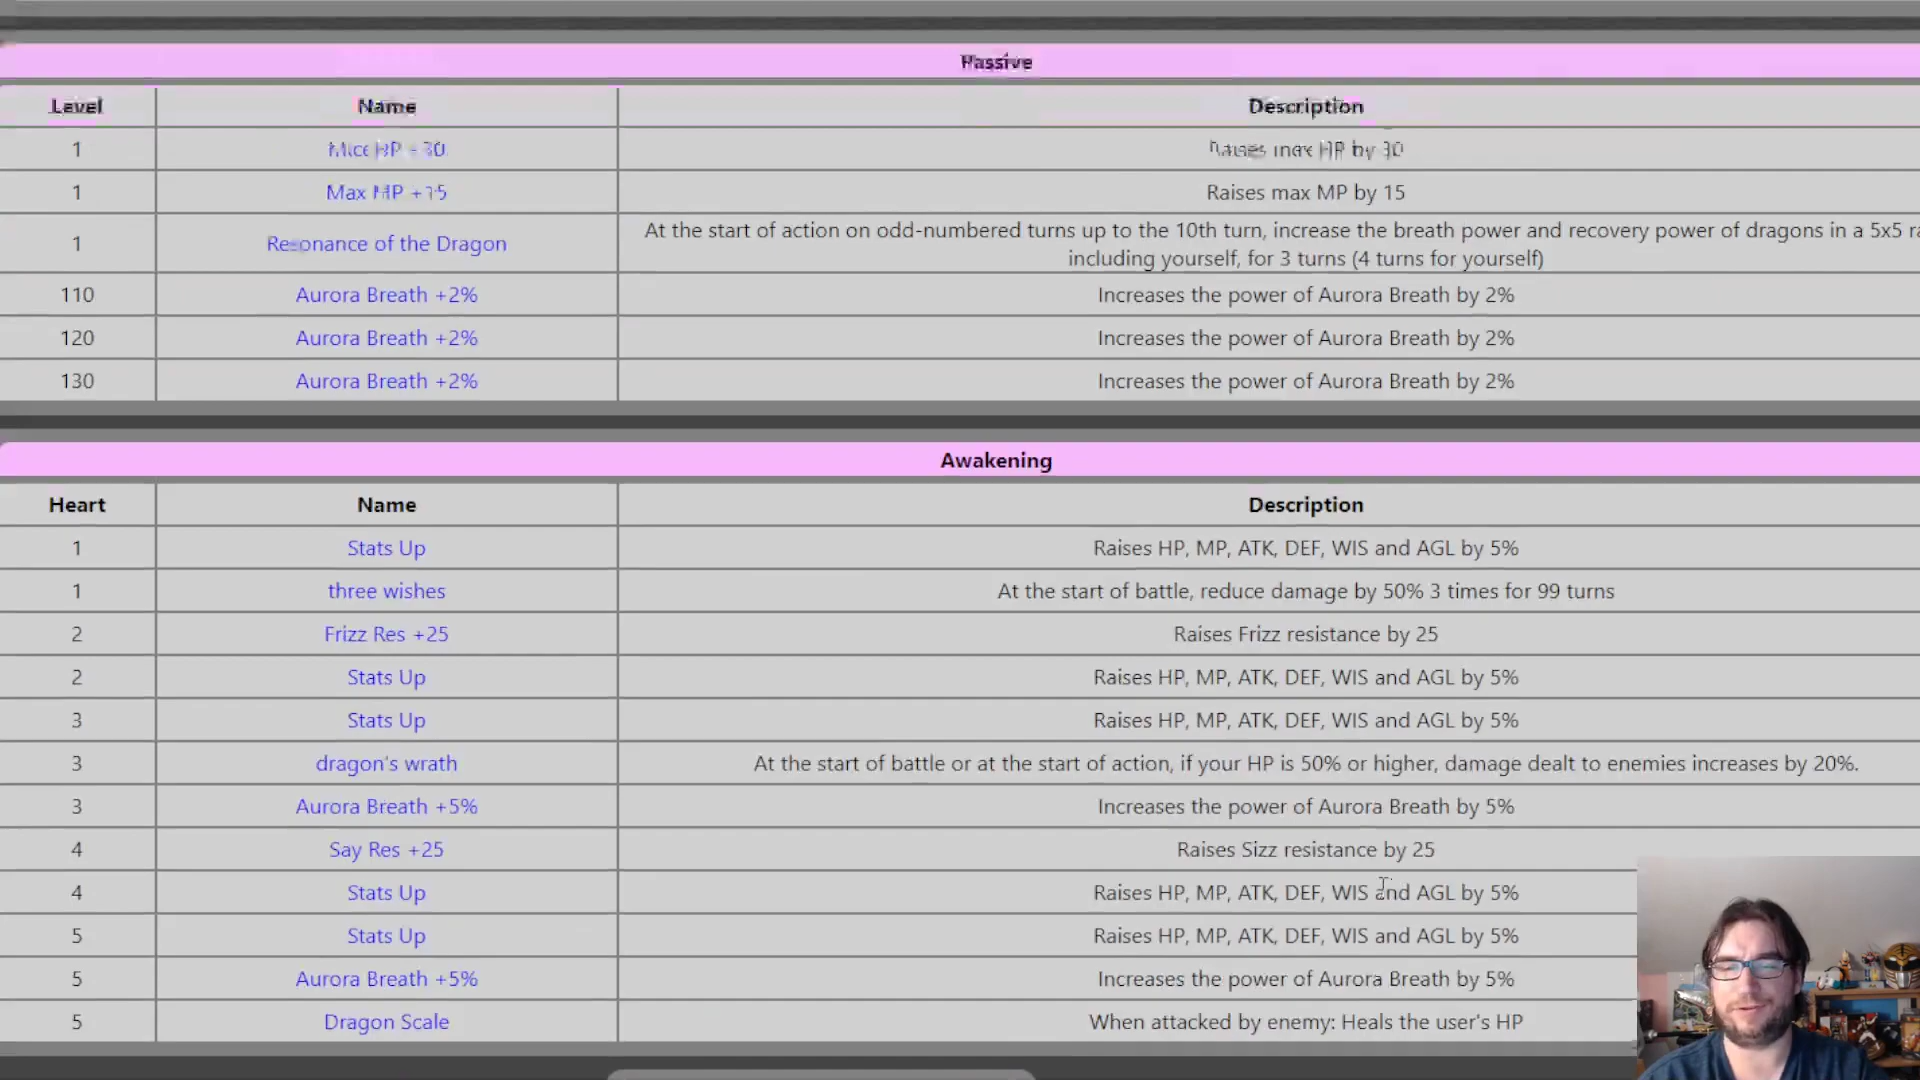 Passive
Level Name Description
1 HP 30 HP by 30
1 Max MP +15 Raises max MP by 15
1 Resonance of the Dragon At the start of action on odd-numbered turns up to the 10th turn, increase the breath power and recovery power of dragons in a 5x5
including yourself, for 3 turns (4 turns for yourself)
110 Aurora Breath +2% Increases the power of Aurora Breath by 2%
120 Aurora Breath +2% Increases the power of Aurora Breath by 2%
130 Aurora Breath +2% Increases the power of Aurora Breath by 2%
Awakening
Heart Name Description
1 Stats Up Raises HP, MP, ATK, DEF, WIS and AGL by 5%
1 three wishes At the start of battle, reduce damage by 50% 3 times for 99 turns
2 Frizz Res +25 Raises Frizz resistance by 25
2 Stats Up Raises HP, MP, ATK, DEF, WIS and AGL by 5%
3 Stats Up Raises HP, MP, ATK, DEF, WIS and AGL by 5%
3 dragon's wrath At the start of battle or at the start of action, if your HP is 50% or higher, damage dealt to enemies increases by 20%.
3 Aurora Breath +5% Increases the power of Aurora Breath by 5%
4 Say Res +25 Raises Sizz resistance by 25
4 Stats Up Raises HP, MP, ATK, DEF, WIS and AGL by 5%
5 Stats Up Raises HP, MP, ATK, DEF, WIS and AGL by 5%
5 Aurora Breath +5% Increases the power of Aurora Breath by 5%
5 Dragon Scale When attacked by enemy: Heals the user's HP